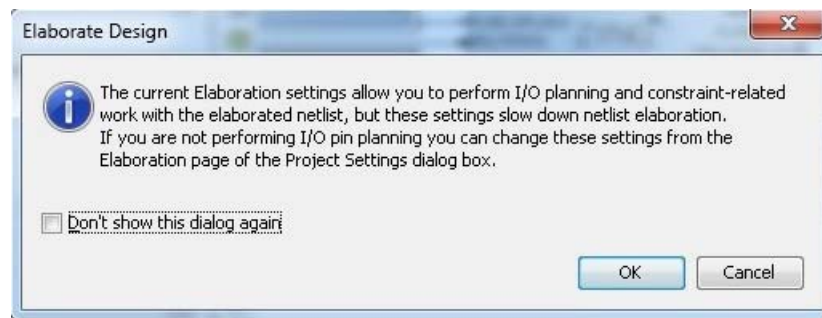 Elaborate Design
The current Elaboration settings allow you to perform I/O planning and constraint-related
work with the elaborated netlist, but these settings slow down netlist elaboration.
If you are not performing I/O pin planning you can change these settings from the
Elaboration page of the Project Settings dialog box.
Don't show this dialog again
OK Cancel